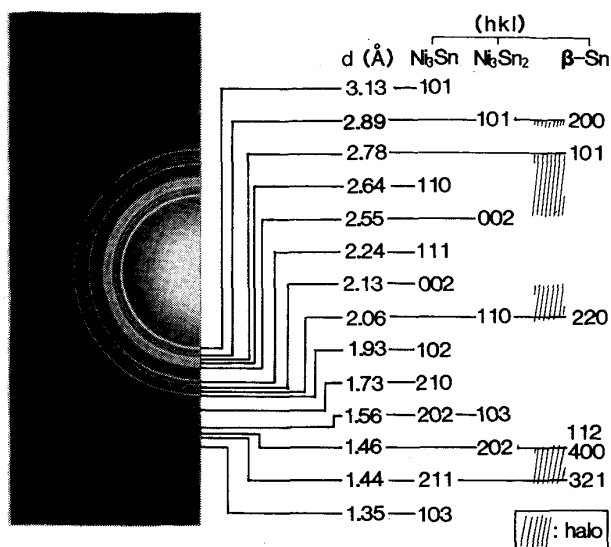 (hkl)
d (Å) Ni₃Sn Ni₃Sn₂ β-Sn
3.13 101
2.89 101 200
2.78 101
2.64 110
2.55 002
2.24 111
2.13 002
2.06 110 220
1.93 102
1.73 210
1.56 202 103
112
1.46 202 400
1.44 211 321
1.35 103
: halo